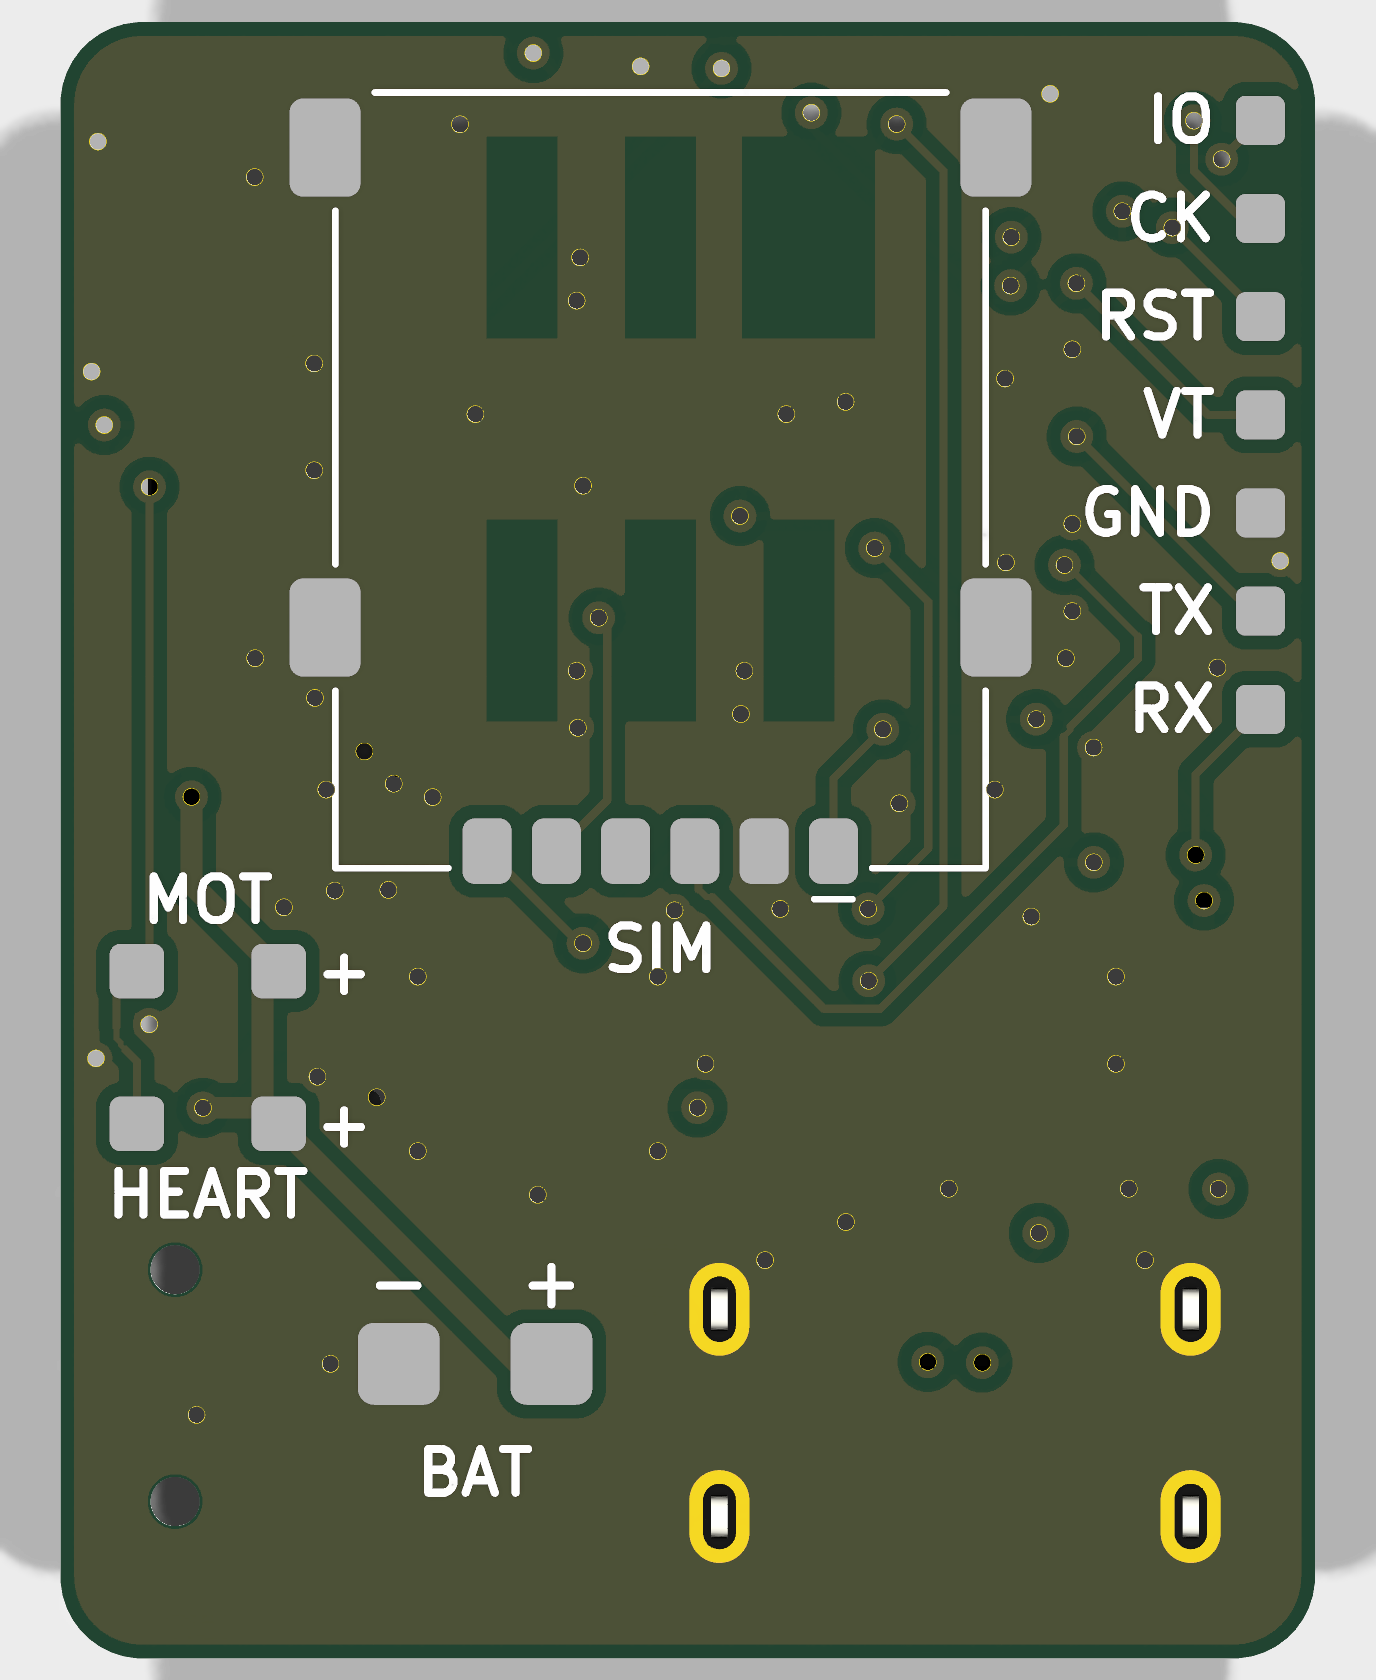 IO
CK
RST
VT
GND
TX
RX
MOT
SIM
+
+
HEART
- +
BAT